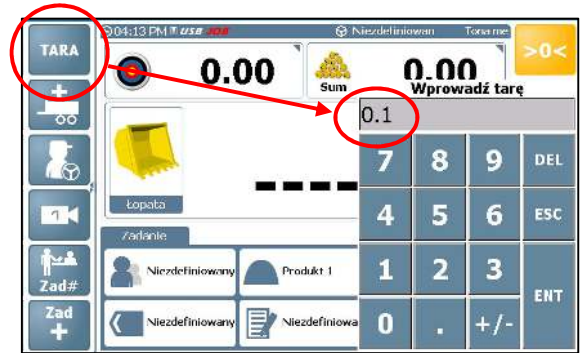 TARA
04:13 PM USB JOB Niezdefiniowan Tona me
>0<
0.00
Sum
0.00
Wprowadź tarę
0.1
7 8 9 DEL
Łopata
----
4 5 6 ESC
1
Zadanie
Zad#
Niezdefiniowany Produkt 1
1 2 3
ENT
Zad
+
Niezdefiniowany Niezdefiniowa
0 . +/-